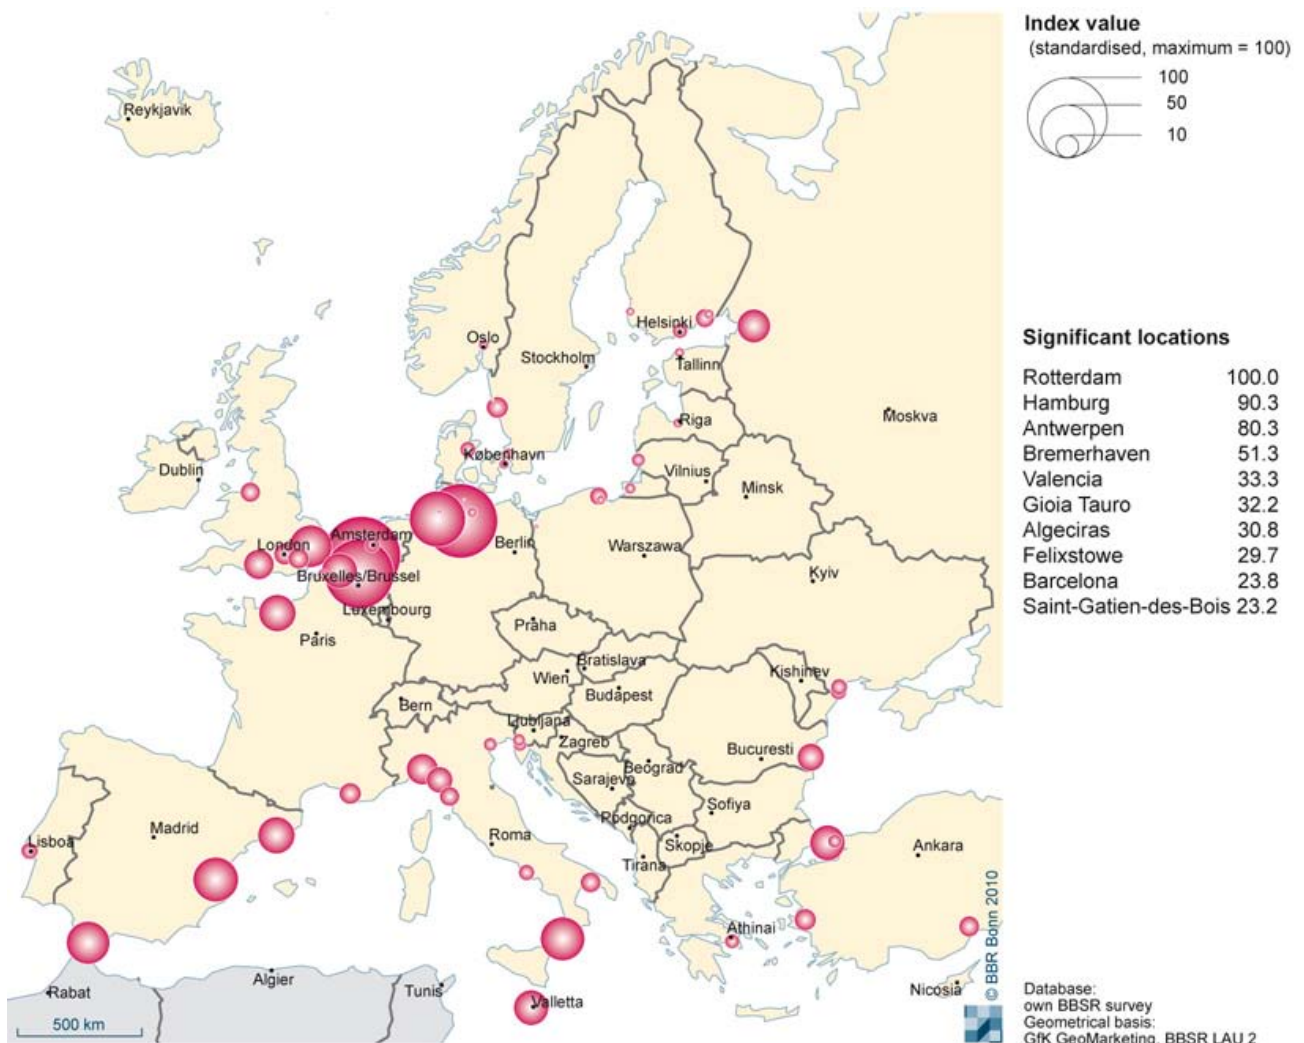 Index value
(standardised, maximum = 100)
100
50
10
Reykjavik
Helsinki
Oslo
Stockholm
Tallinn
Riga
Moskva
København
Dublin
Vilnius
Minsk
Amsterdam
London
Berlin
Warszawa
Bruxelles/Brussel
Kyiv
Luxembourg
Praha
Paris
Bratislava
Wien
Kishinev
Budapest
Bern
Ljubljana
Zagreb
Bucuresti
Beograd
Sarajevo
Sofiya
Podgorica
Madrid
Roma
Skopje
Ankara
Lisboa
Tirana
Athinai
Algier
Tunis
Nicosia
Rabat
Valletta
500 km
© BBR Bonn 2010
Significant locations
Rotterdam 100.0
Hamburg 90.3
Antwerpen 80.3
Bremerhaven 51.3
Valencia 33.3
Gioia Tauro 32.2
Algeciras 30.8
Felixstowe 29.7
Barcelona 23.8
Saint-Gatien-des-Bois 23.2
Database:
own BBSR survey
Geometrical basis:
GfK GeoMarketing, BBSR LAU 2